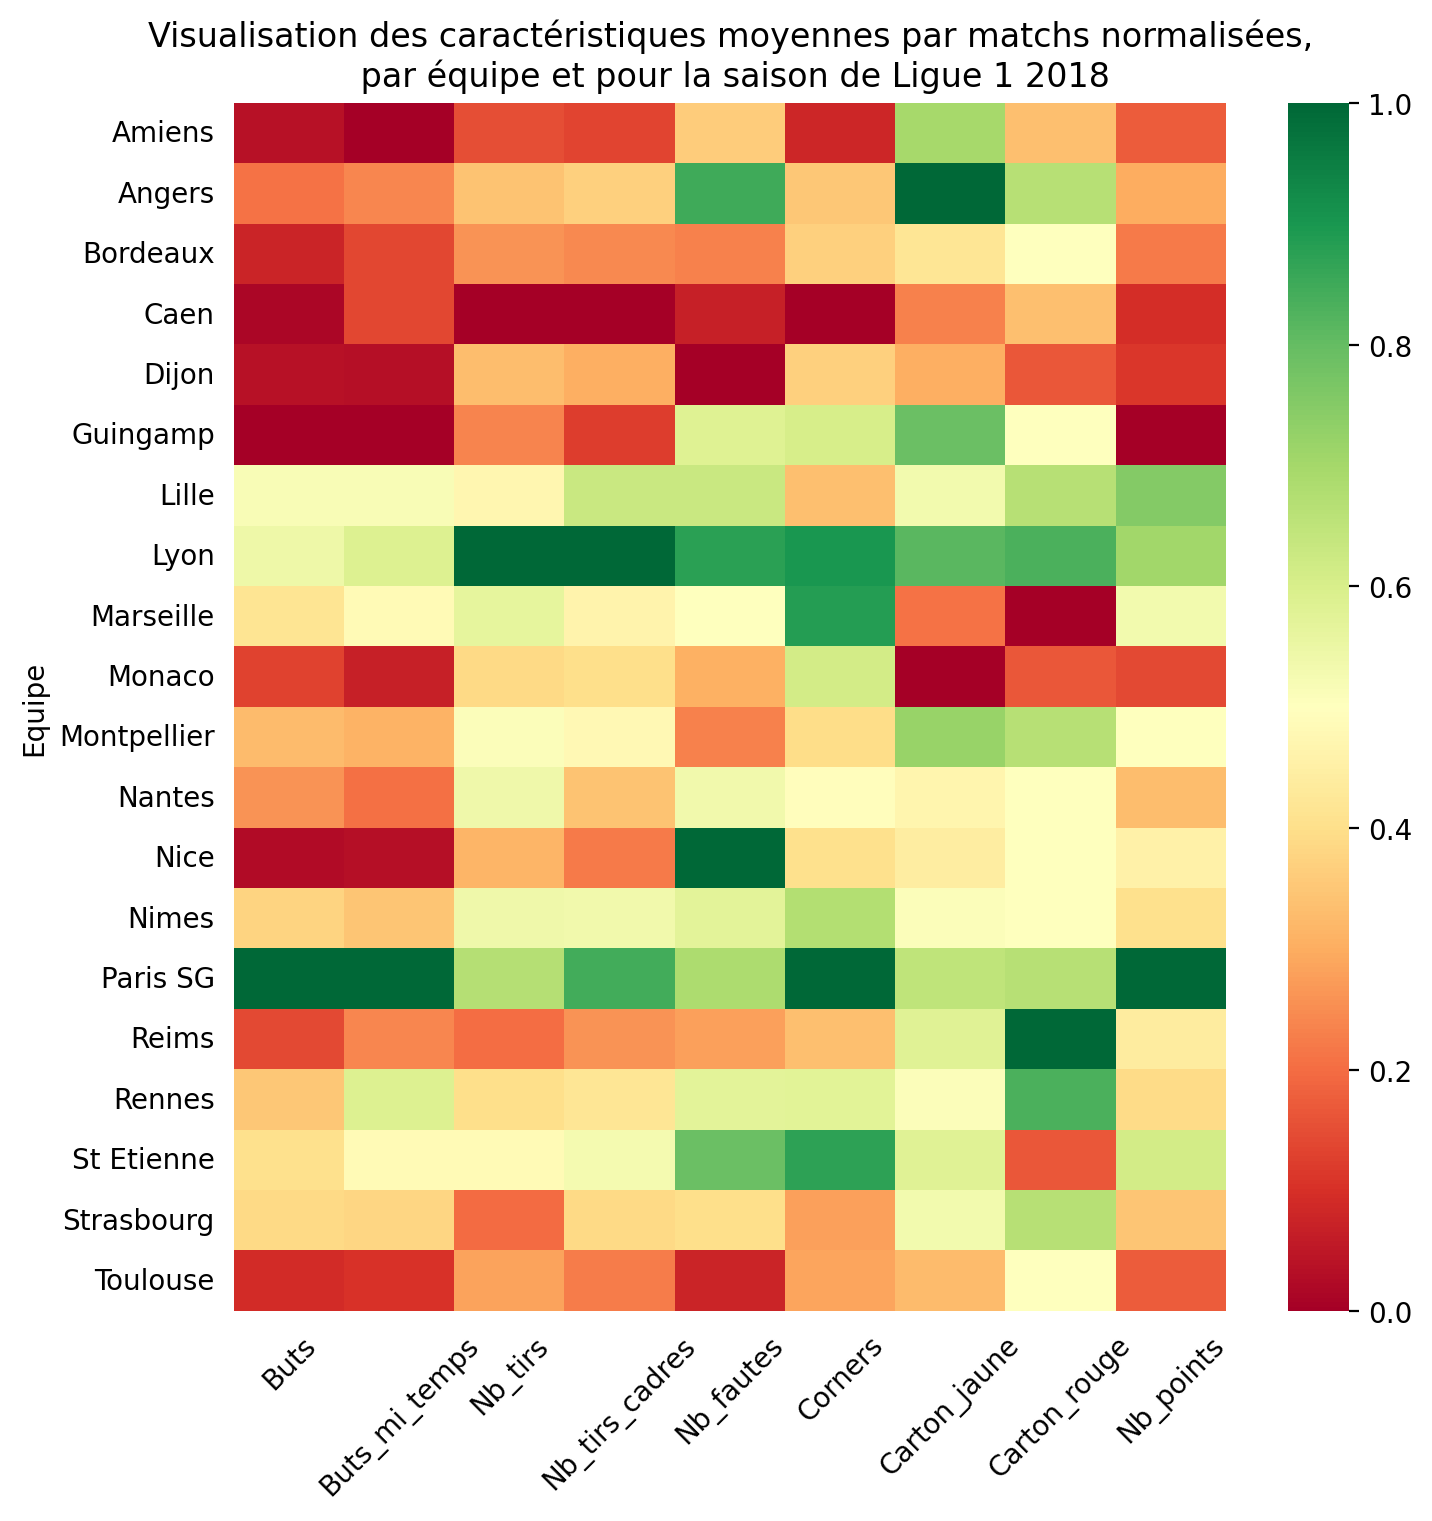 Visualisation des caractéristiques moyennes par matchs normalisées,
par équipe et pour la saison de Ligue 1 2018
Equipe
Amiens
Angers
Bordeaux
Caen
Dijon
Guingamp
Lille
Lyon
Marseille
Monaco
Montpellier
Nantes
Nice
Nimes
Paris SG
Reims
Rennes
St Etienne
Strasbourg
Toulouse
Buts
Buts_mi_temps
Nb_tirs
Nb_tirs_cadres
Nb_fautes
Corners
Carton_jaune
Carton_rouge
Nb_points
1.0
0.8
0.6
0.4
0.2
0.0